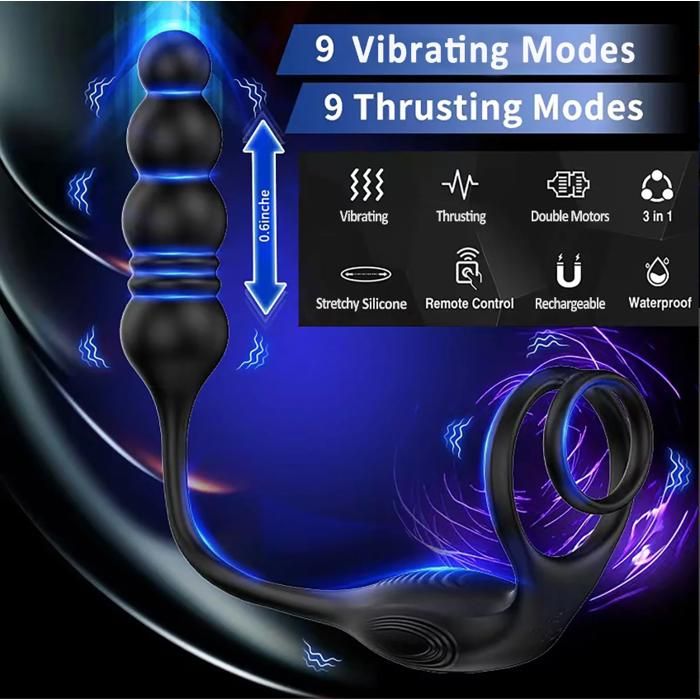 9 Vibrating Modes
9 Thrusting Modes
Vibrating
Thrusting
Double Motors
3 in 1
Stretchy Silicone
Remote Control
Rechargeable
Waterproof
0.6inche